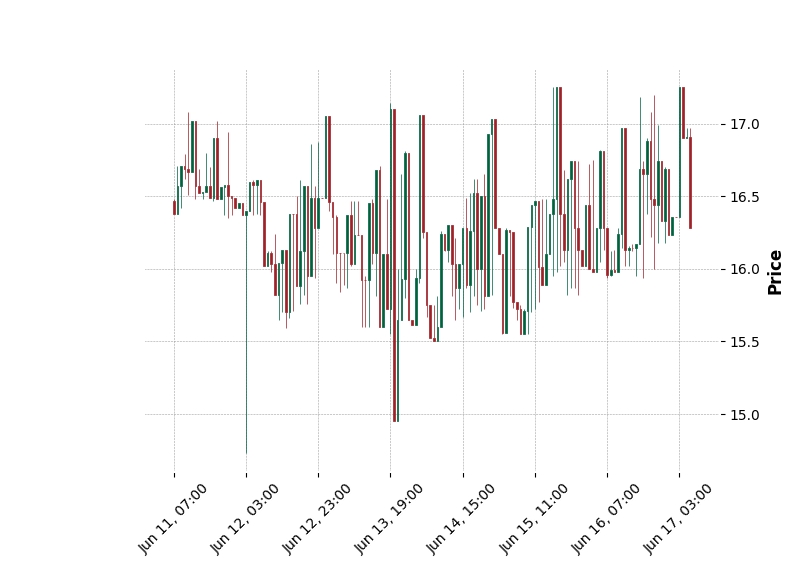 17.0
16.5
16.0
15.5
15.0
Price
Jun 11, 07:00
Jun 12, 03:00
Jun 12, 23:00
Jun 13, 19:00
Jun 14, 15:00
Jun 15, 11:00
Jun 16, 07:00
Jun 17, 03:00